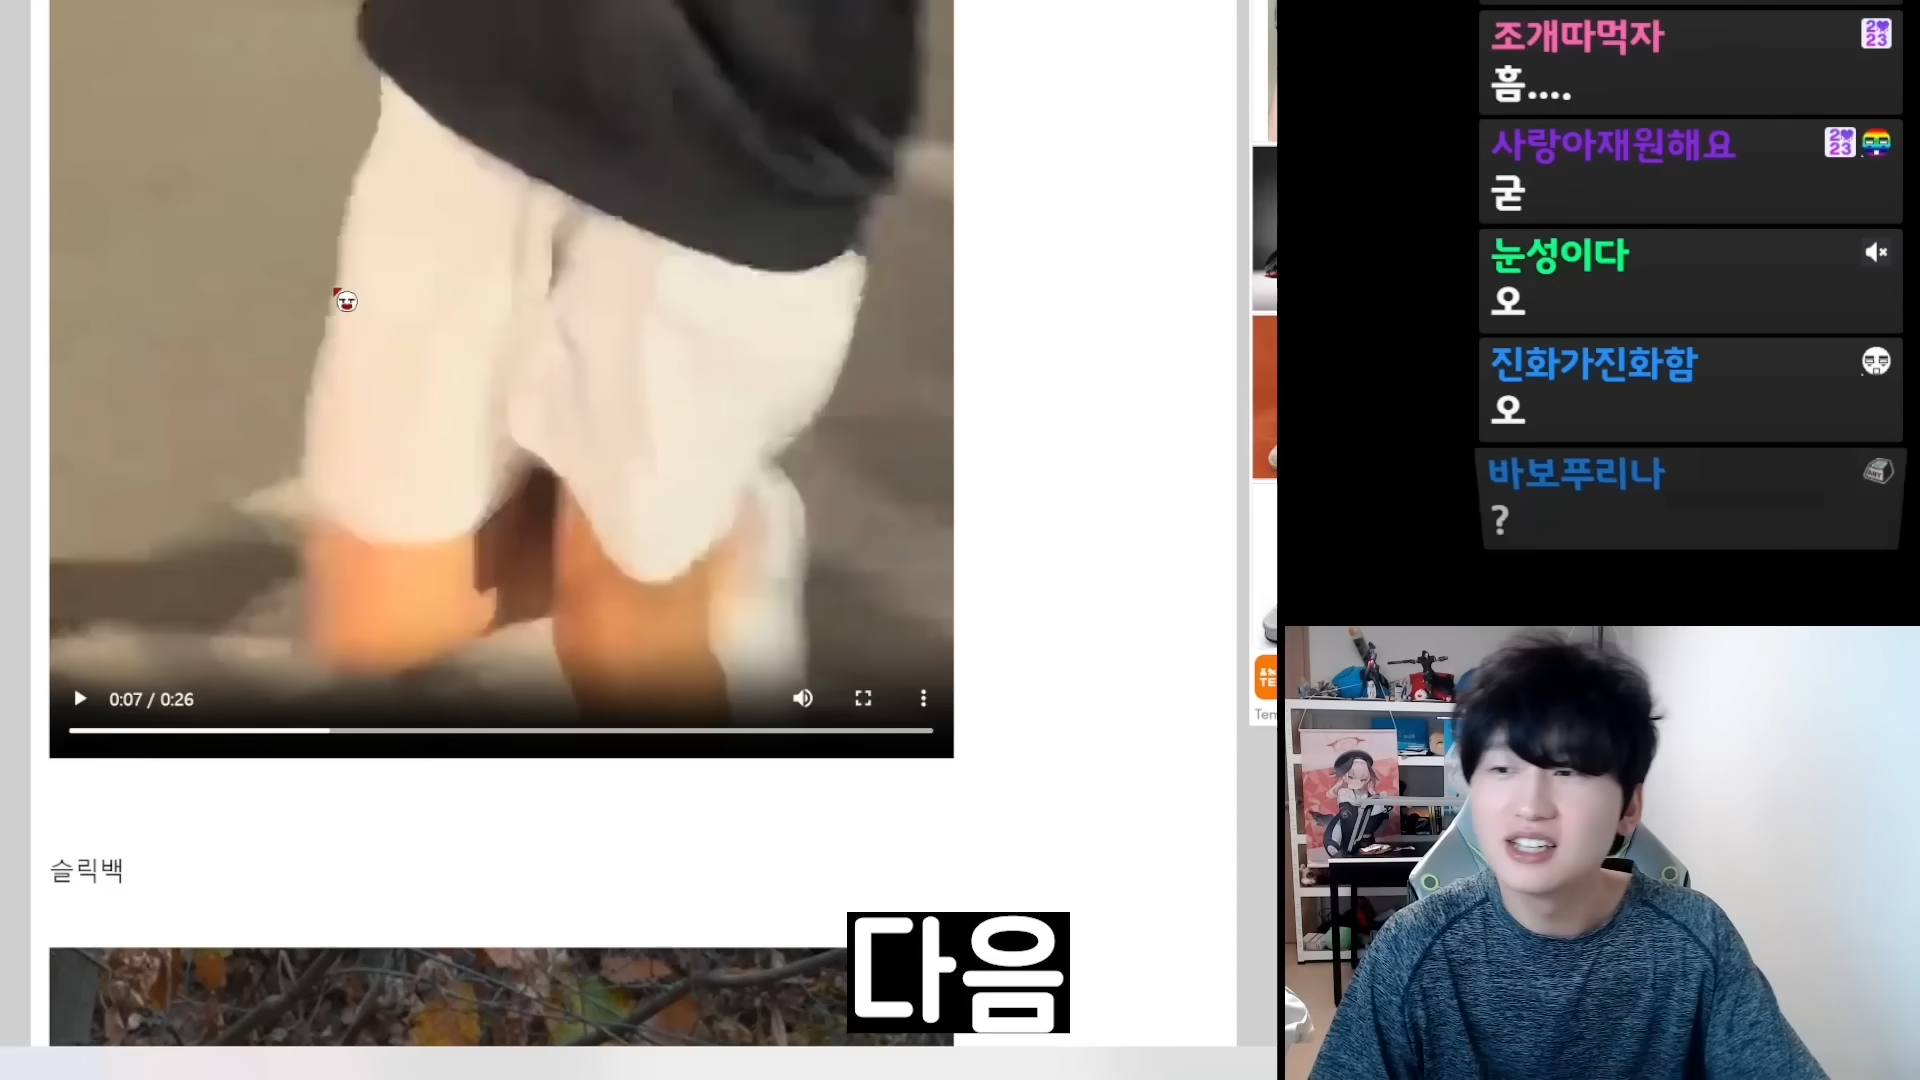 0:07 / 0:26
슬릭백
다음
Ten
조개따먹자
흠....
사랑아재원해요
굳
눈성이다
오
진화가진화함
오
바보푸리나
?